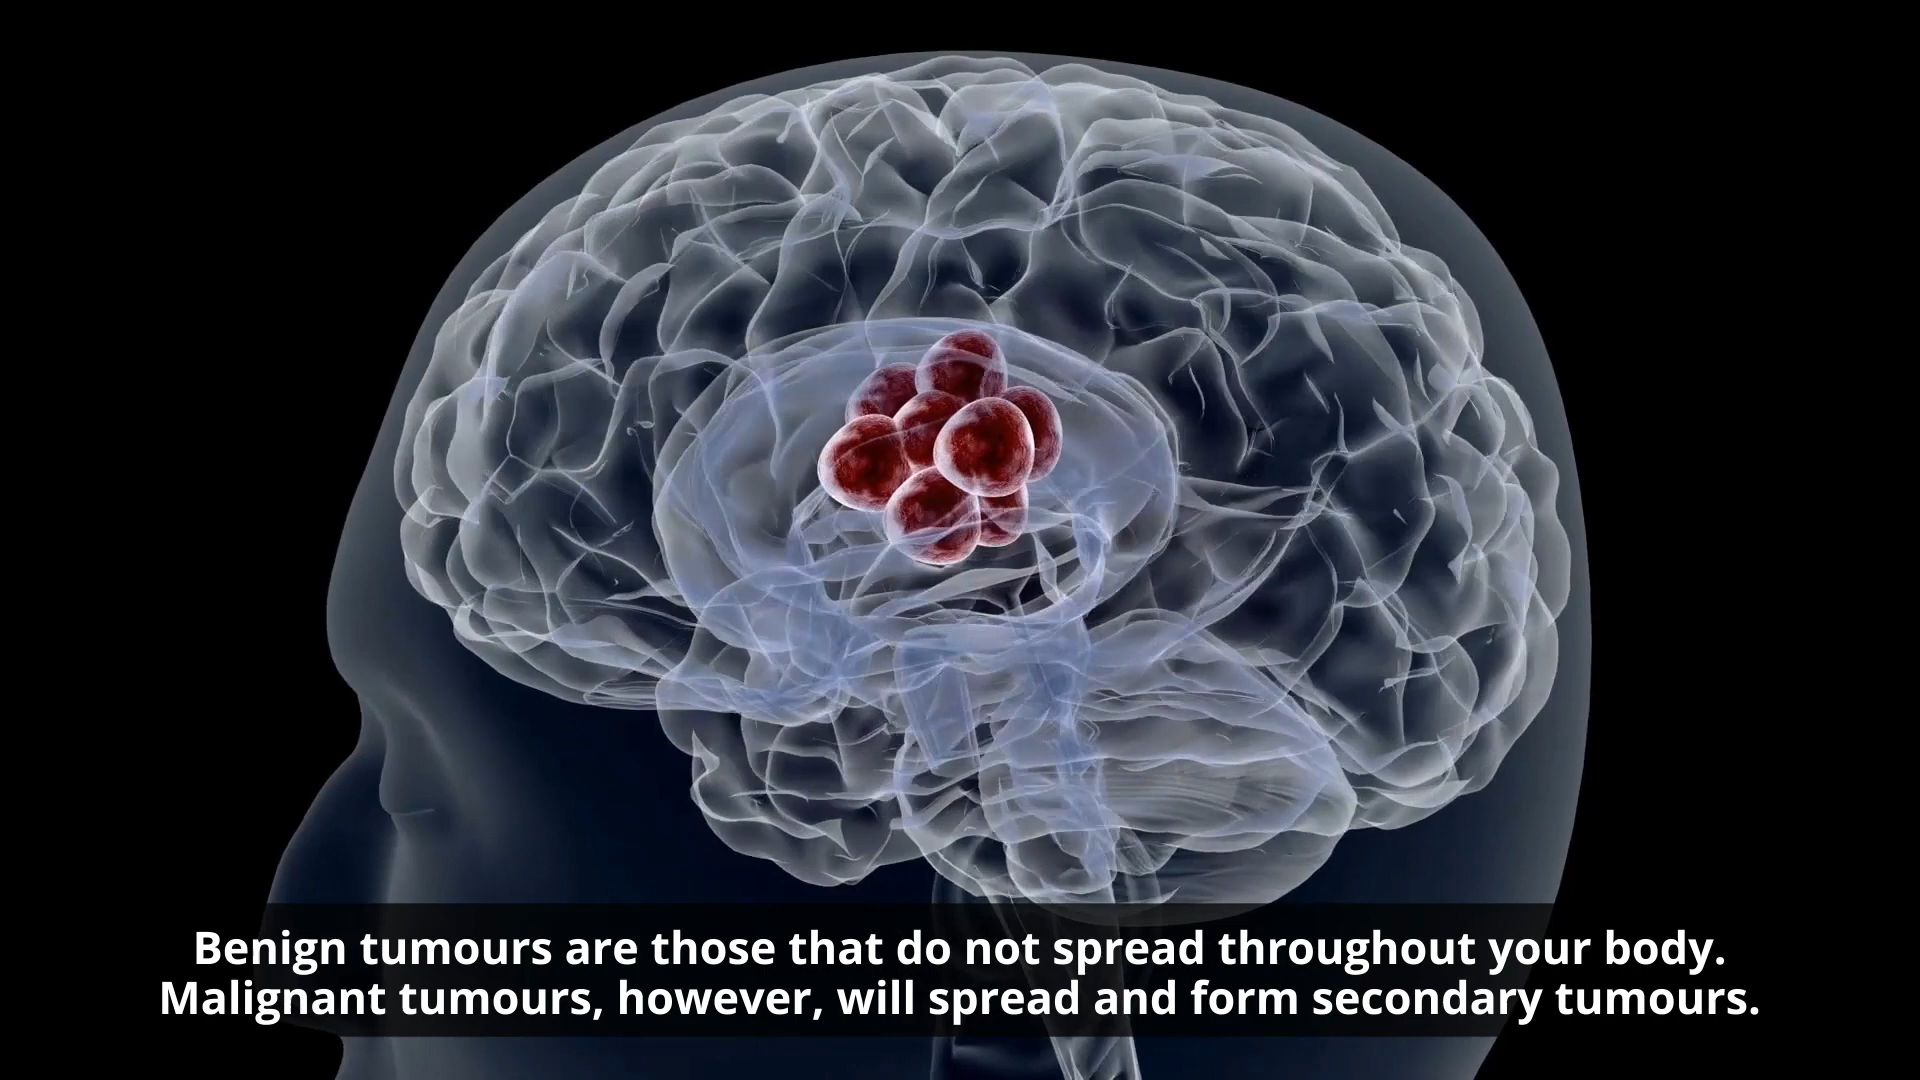 Benign tumours are those that do not spread throughout your body.
Malignant tumours, however, will spread and form secondary tumours.